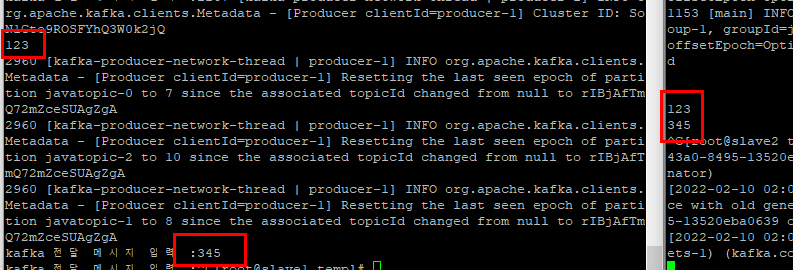 org.apache.kafka.clients.Metadata - [Producer clientId=producer-1] Cluster ID: So
123
2960 [kafka-producer-network-thread | producer-1] INFO org.apache.kafka.clients.
Metadata - [Producer clientId=producer-1] Resetting the last seen epoch of parti
tion javatopic-0 to 7 since the associated topicId changed from null to rIBjAfTm
Q72mZceSUAgZgA
2960 [kafka-producer-network-thread | producer-1] INFO org.apache.kafka.clients.
Metadata - [Producer clientId=producer-1] Resetting the last seen epoch of parti
tion javatopic-2 to 10 since the associated topicId changed from null to rIBjAfT
mQ72mZceSUAgZgA
2960 [kafka-producer-network-thread | producer-1] INFO org.apache.kafka.clients.
Metadata - [Producer clientId=producer-1] Resetting the last seen epoch of parti
tion javatopic-1 to 8 since the associated topicId changed from null to rIBjAfTm
Q72mZceSUAgZgA
kafka 전달 메시지 입력 :345
1153 [main] INFO
oup-1, groupId=j
offsetEpoch=Opti
d
123
345
^C[root@slave2 t
43a0-8495-13520e
nator)
[2022-02-10 02:0
ce with old gene
5-13520eba0639 c
[2022-02-10 02:0
ets-1) (kafka.co